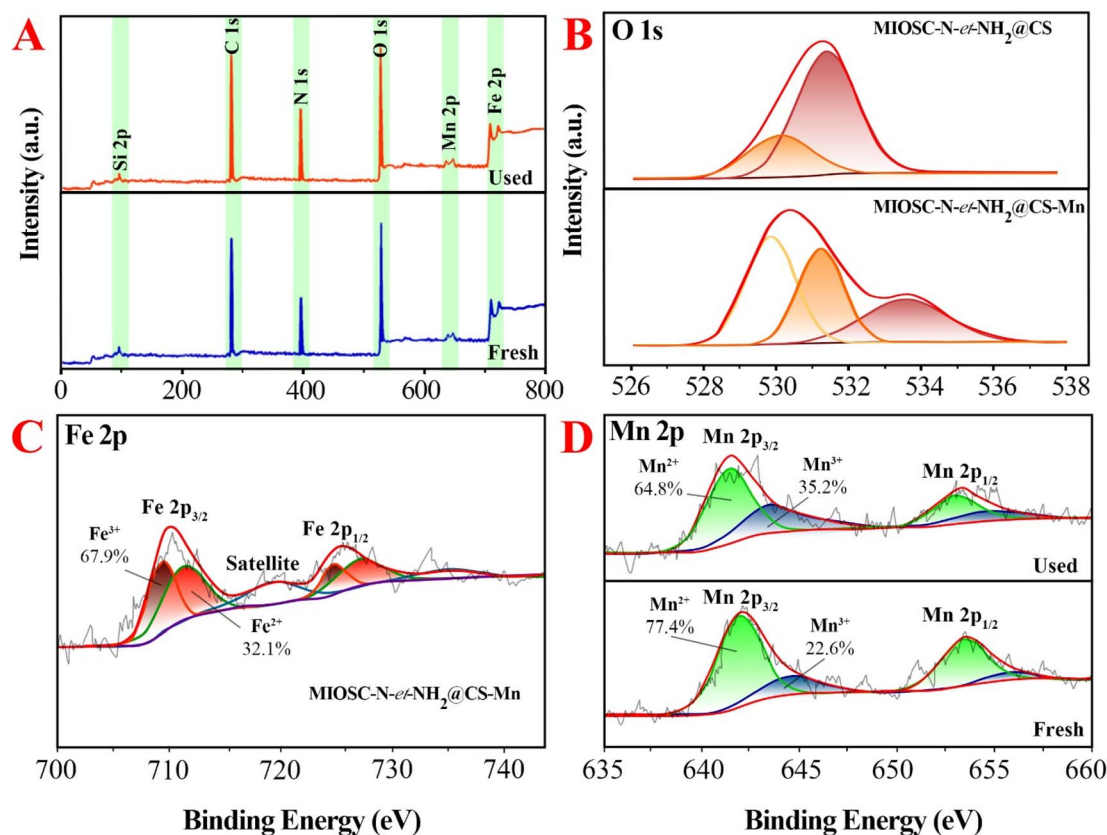 A
Intensity (a.u.)
Si 2p
C 1s
N 1s
O 1s
Mn 2p
Fe 2p
Used
Fresh
0 200 400 600 800
B
O 1s
Intensity (a.u.)
MIOSC-N-et-NH₂@CS
MIOSC-N-et-NH₂@CS-Mn
526 528 530 532 534 536 538
C
Fe 2p
Intensity (a.u.)
Fe 2p₃/₂
Fe³⁺
67.9%
Satellite
Fe 2p₁/₂
Fe²⁺
32.1%
MIOSC-N-et-NH₂@CS-Mn
700 710 720 730 740
Binding Energy (eV)
D
Mn 2p
Intensity (a.u.)
Mn 2p₃/₂
Mn²⁺
64.8%
Mn³⁺
35.2%
Mn 2p₁/₂
Used
Mn 2p₃/₂
Mn²⁺
77.4%
Mn³⁺
22.6%
Mn 2p₁/₂
Fresh
635 640 645 650 655 660
Binding Energy (eV)